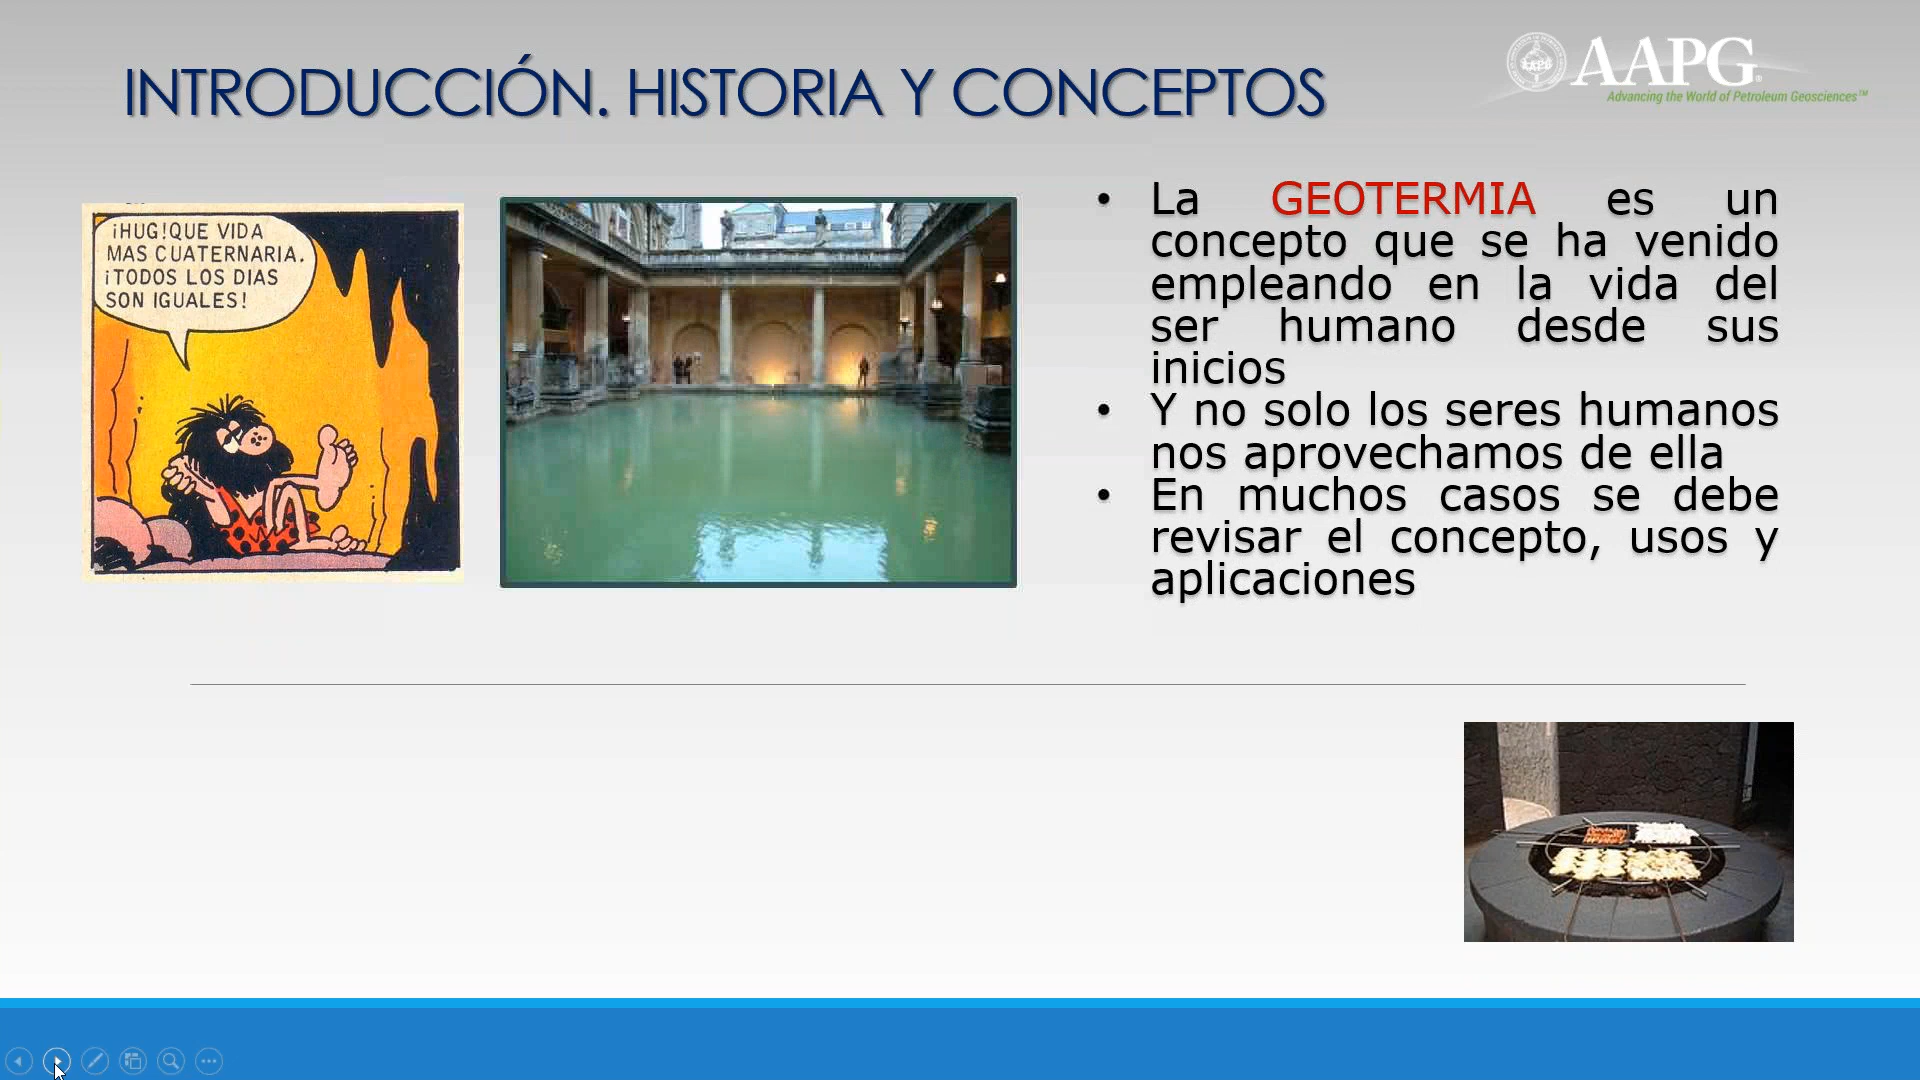 INTRODUCCIÓN. HISTORIA Y CONCEPTOS
AAPG
Advancing the World of Petroleum Geosciences™
¡HUG!QUE VIDA
MAS CUATERNARIA.
¡TODOS LOS DIAS
SON IGUALES!
• La GEOTERMIA es un
concepto que se ha venido
empleando en la vida del
ser humano desde sus
inicios
• Y no solo los seres humanos
nos aprovechamos de ella
• En muchos casos se debe
revisar el concepto, usos y
aplicaciones